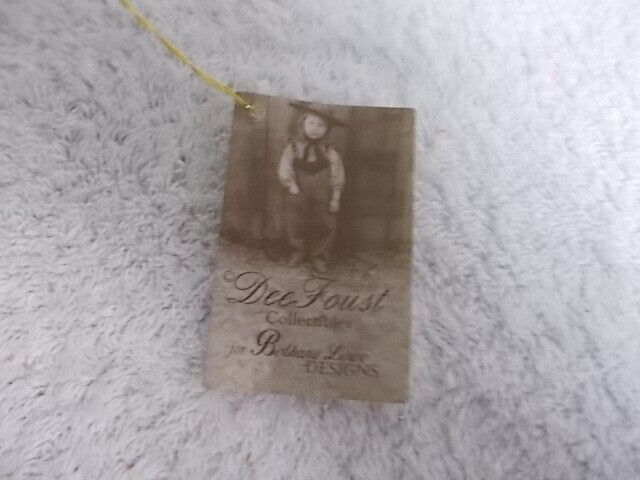 © Dee Foust
Collectibles
for Bethany Lowe
DESIGNS